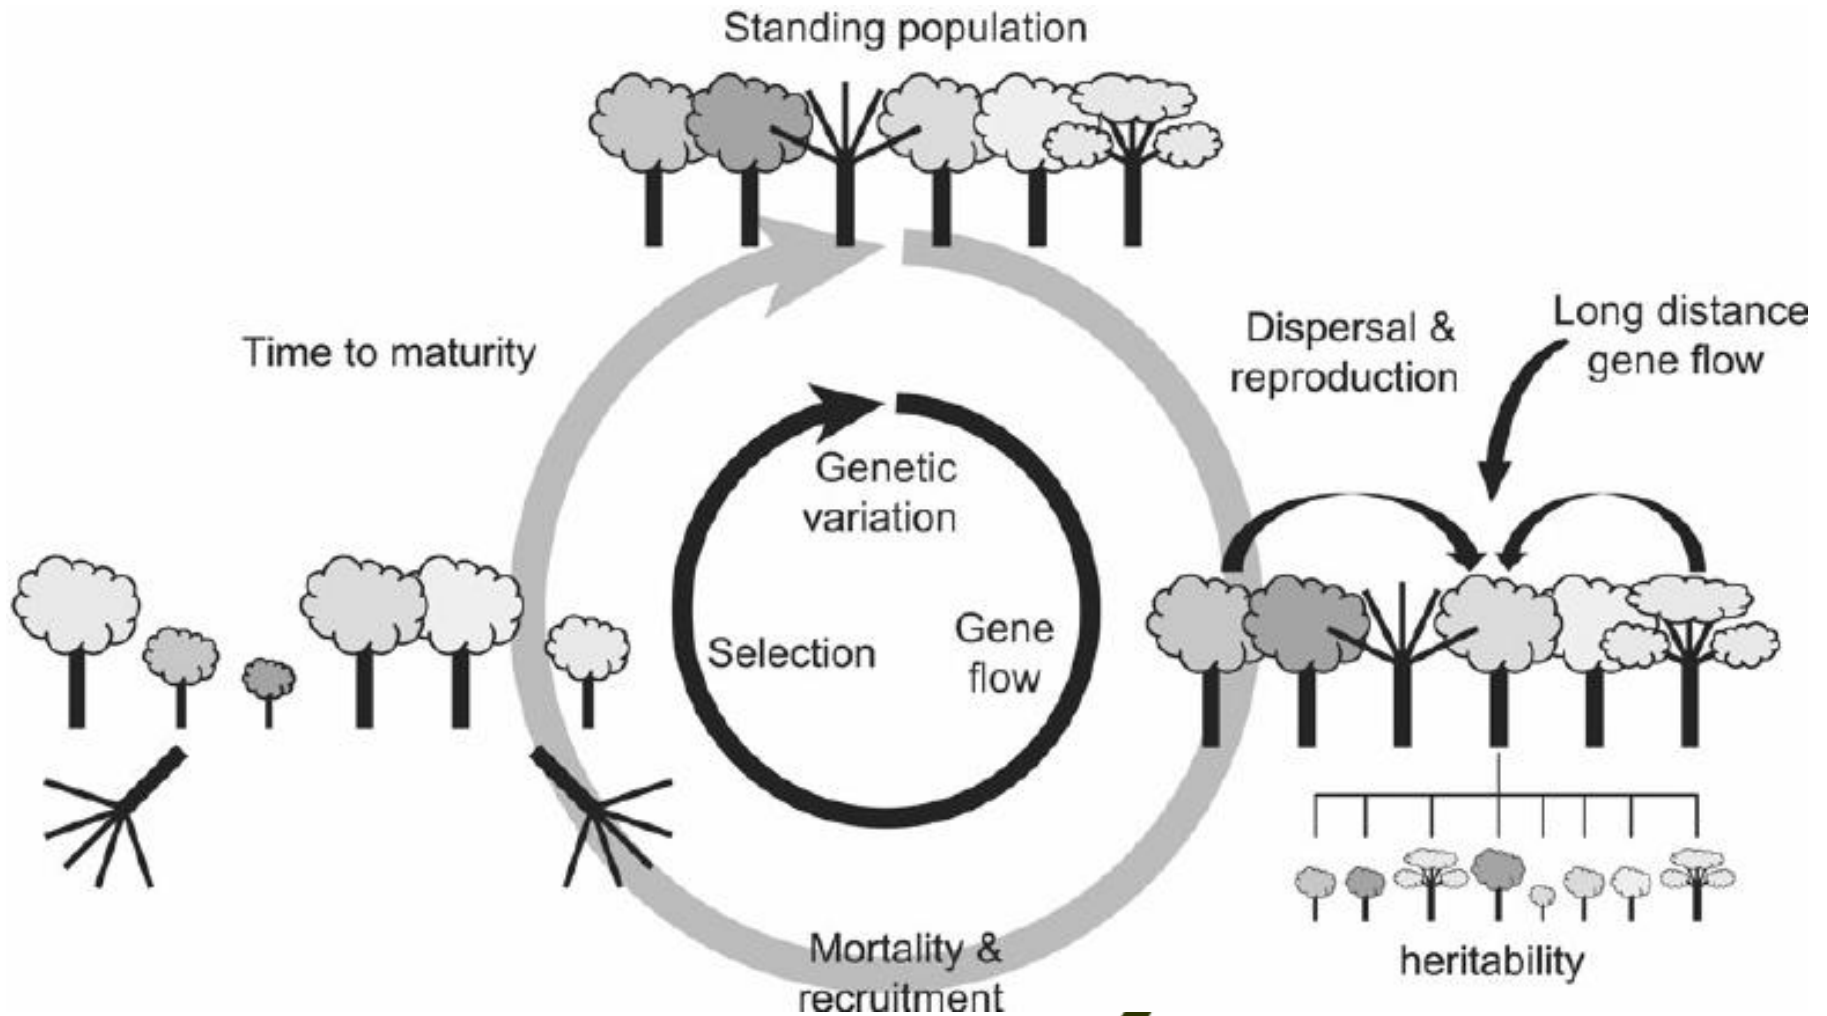 Standing population
Time to maturity
Dispersal &
reproduction
Long distance
gene flow
Genetic
variation
Selection
Gene
flow
heritability
Mortality &
recruitment